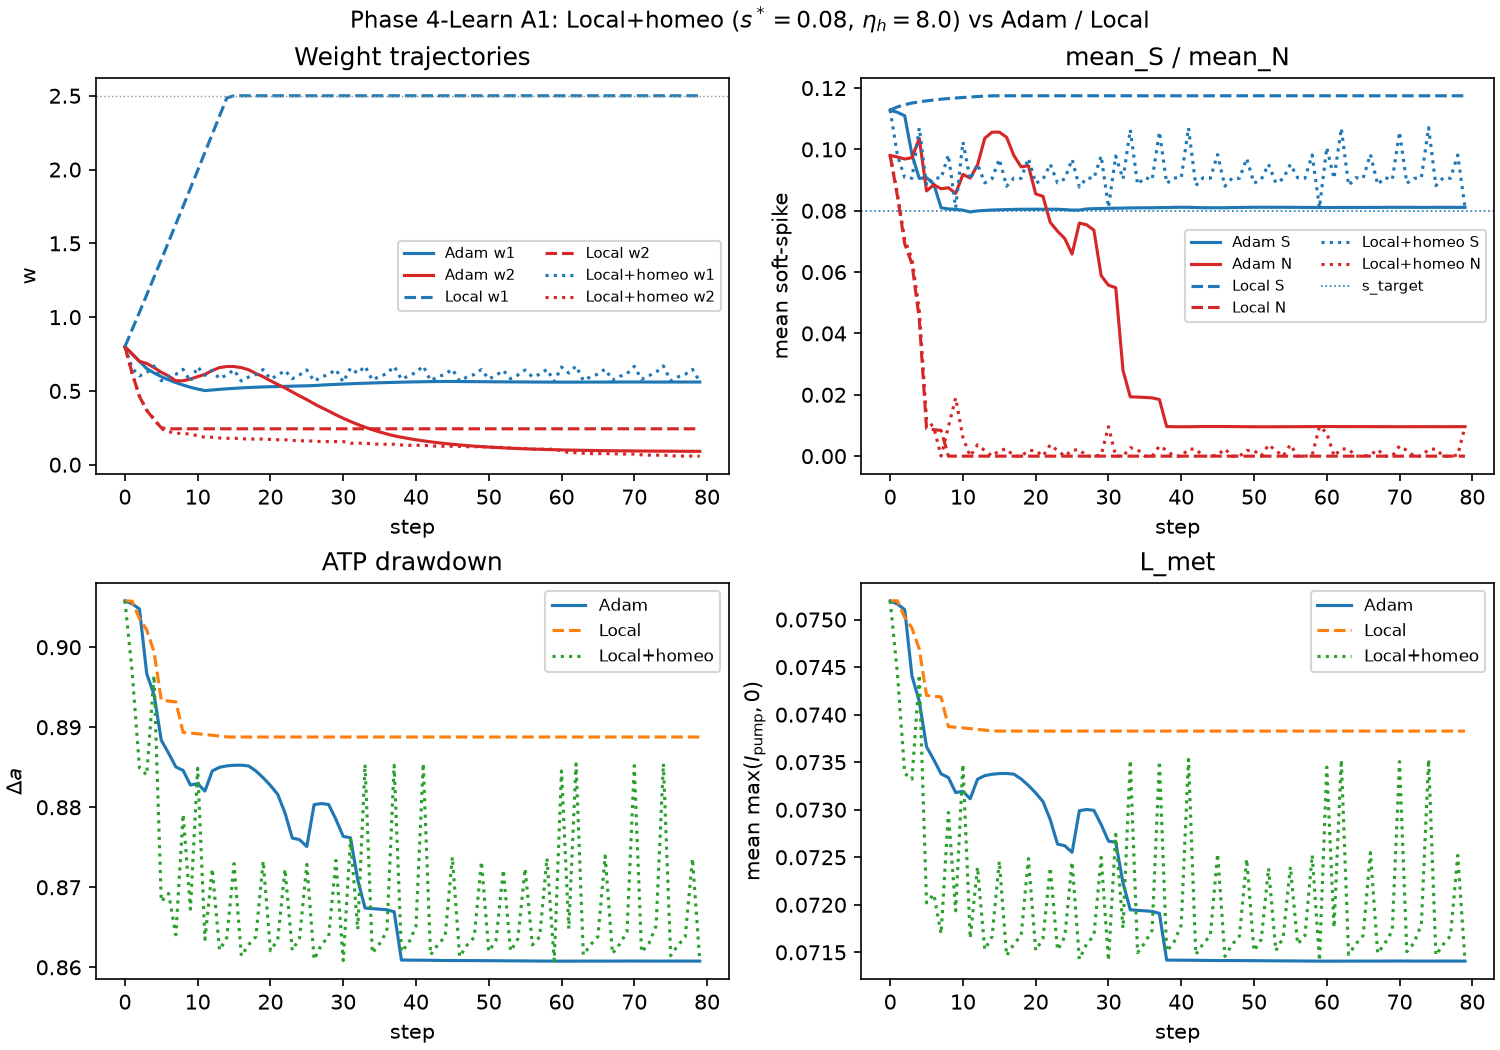 Phase 4-Learn A1: Local+homeo (s* = 0.08, ηh = 8.0) vs Adam / Local
Weight trajectories
w
2.5
2.0
1.5
1.0
0.5
0.0
0 10 20 30 40 50 60 70 80
step
Adam w1
Adam w2
Local w1
Local w2
Local+homeo w1
Local+homeo w2
mean_S / mean_N
mean soft-spike
0.12
0.10
0.08
0.06
0.04
0.02
0.00
0 10 20 30 40 50 60 70 80
step
Adam S
Adam N
Local S
Local N
Local+homeo S
Local+homeo N
s_target
ATP drawdown
Δa
0.90
0.89
0.88
0.87
0.86
0 10 20 30 40 50 60 70 80
step
Adam
Local
Local+homeo
L_met
mean max(Ipump, 0)
0.0750
0.0745
0.0740
0.0735
0.0730
0.0725
0.0720
0.0715
0 10 20 30 40 50 60 70 80
step
Adam
Local
Local+homeo